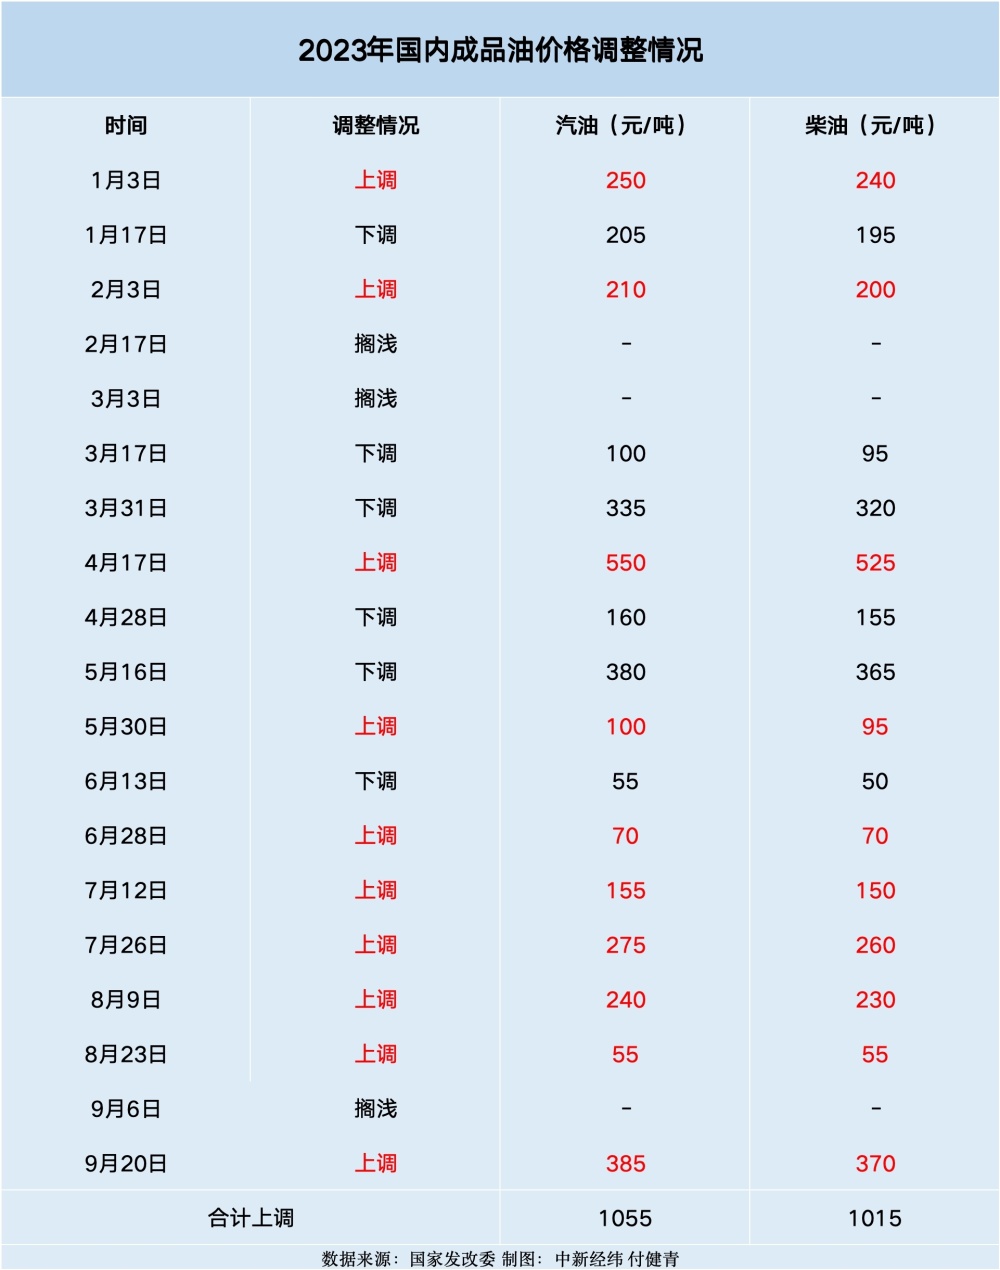 2023年国内成品油价格调整情况
时间 调整情况 汽油（元/吨） 柴油（元/吨）
1月3日 上调 250 240
1月17日 下调 205 195
2月3日 上调 210 200
2月17日 搁浅 – –
3月3日 搁浅 – –
3月17日 下调 100 95
3月31日 下调 335 320
4月17日 上调 550 525
4月28日 下调 160 155
5月16日 下调 380 365
5月30日 上调 100 95
6月13日 下调 55 50
6月28日 上调 70 70
7月12日 上调 155 150
7月26日 上调 275 260
8月9日 上调 240 230
8月23日 上调 55 55
9月6日 搁浅 – –
9月20日 上调 385 370
合计上调 1055 1015
数据来源：国家发改委 制图：中新经纬 付健青